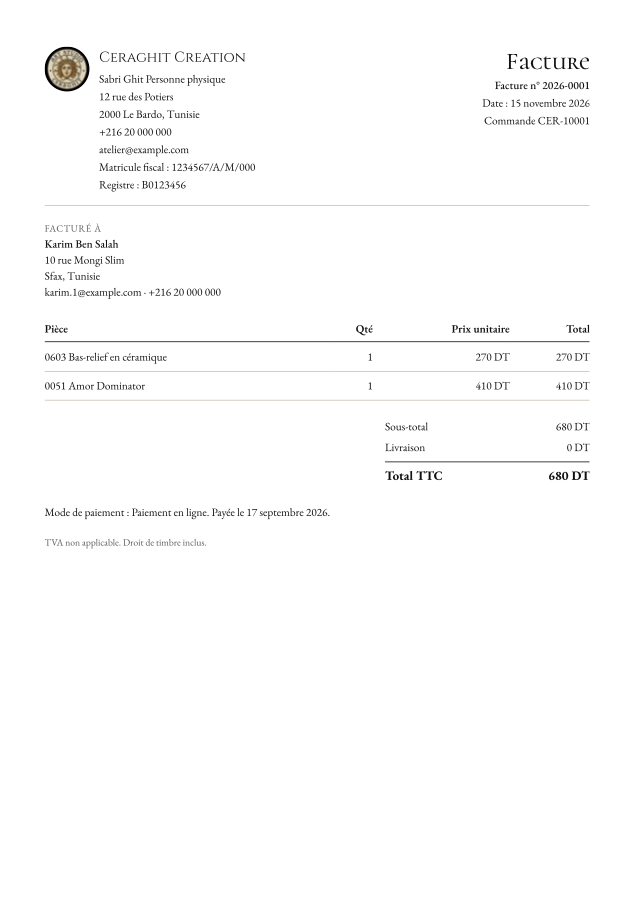 Ceraghit Creation
Sabri Ghit Personne physique
12 rue des Potiers
2000 Le Bardo, Tunisie
+216 20 000 000
atelier@example.com
Matricule fiscal : 1234567/A/M/000
Registre : B0123456
Facture
Facture n° 2026-0001
Date : 15 novembre 2026
Commande CER-10001
FACTURÉ À
Karim Ben Salah
10 rue Mongi Slim
Sfax, Tunisie
karim.1@example.com · +216 20 000 000
Pièce Qté Prix unitaire Total
0603 Bas-relief en céramique 1 270 DT 270 DT
0051 Amor Dominator 1 410 DT 410 DT
Sous-total 680 DT
Livraison 0 DT
Total TTC 680 DT
Mode de paiement : Paiement en ligne. Payée le 17 septembre 2026.
TVA non applicable. Droit de timbre inclus.